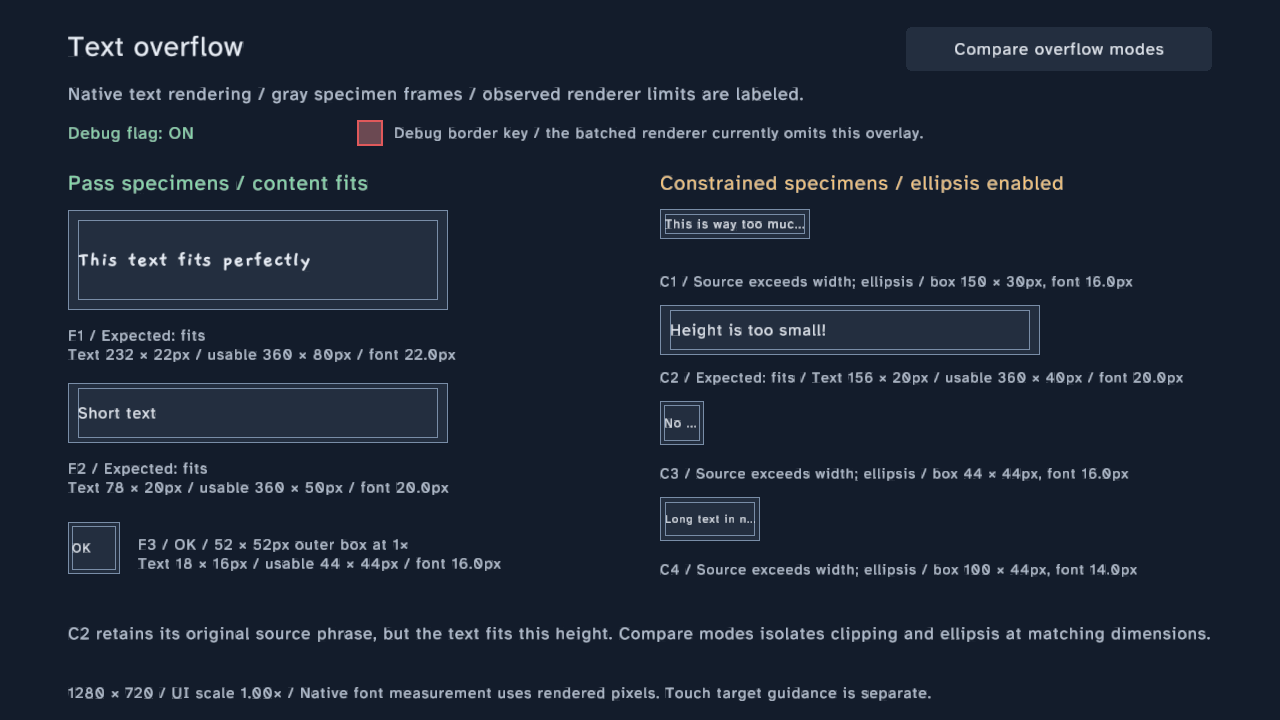 Text overflow
Compare overflow modes
Native text rendering / gray specimen frames / observed renderer limits are labeled.
Debug flag: ON
Debug border key / the batched renderer currently omits this overlay.
Pass specimens / content fits
This text fits perfectly
F1 / Expected: fits
Text 232 × 22px / usable 360 × 80px / font 22.0px
Short text
F2 / Expected: fits
Text 78 × 20px / usable 360 × 50px / font 20.0px
OK
F3 / OK / 52 × 52px outer box at 1×
Text 18 × 16px / usable 44 × 44px / font 16.0px
Constrained specimens / ellipsis enabled
This is way too muc...
C1 / Source exceeds width; ellipsis / box 150 × 30px, font 16.0px
Height is too small!
C2 / Expected: fits / Text 156 × 20px / usable 360 × 40px / font 20.0px
No ...
C3 / Source exceeds width; ellipsis / box 44 × 44px, font 16.0px
Long text in n...
C4 / Source exceeds width; ellipsis / box 100 × 44px, font 14.0px
C2 retains its original source phrase, but the text fits this height. Compare modes isolates clipping and ellipsis at matching dimensions.
1280 × 720 / UI scale 1.00× / Native font measurement uses rendered pixels. Touch target guidance is separate.